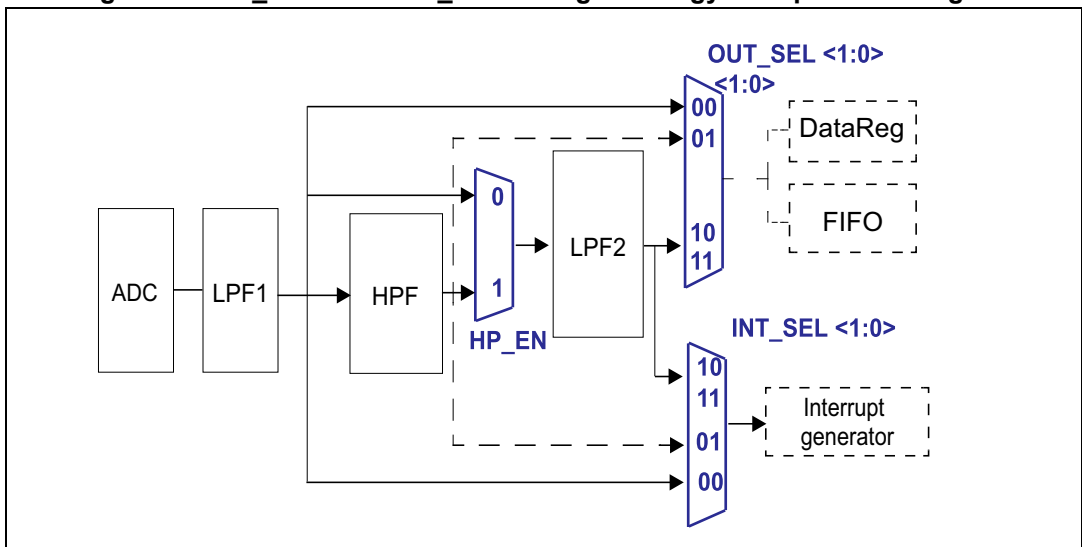 OUT_SEL <1:0>
<1:0>
00
01
DataReg
0
10
11
FIFO
ADC
LPF1
HPF
1
LPF2
HP_EN
INT_SEL <1:0>
10
11
01
00
Interrupt
generator